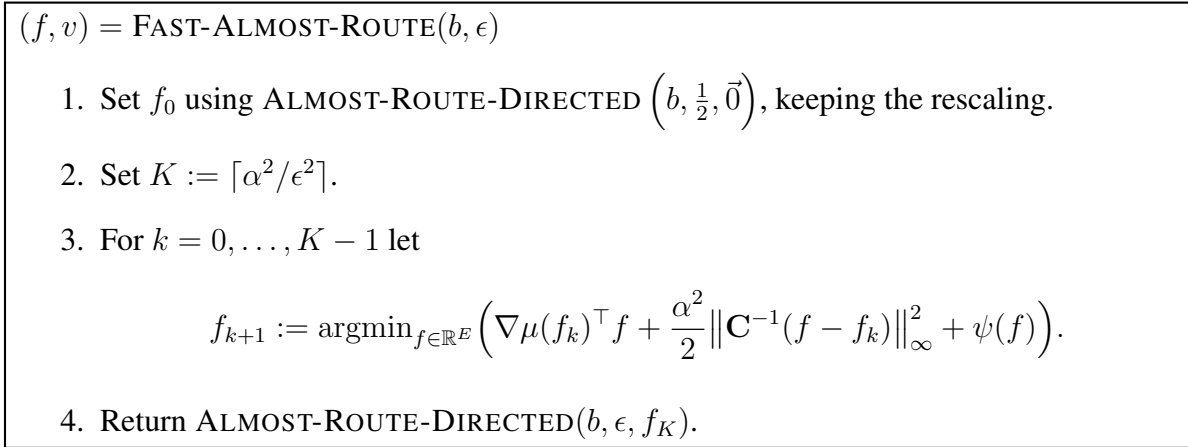 (f, v) = FAST-ALMOST-ROUTE(b, ϵ)
1. Set f₀ using ALMOST-ROUTE-DIRECTED (b, 1/2, 0⃗), keeping the rescaling.
2. Set K := ⌈α²/ϵ²⌉.
3. For k = 0, . . . , K − 1 let
f_{k+1} := argmin_{f∈ℝ^E} (∇μ(f_k)^⊤ f + α²/2 ‖C⁻¹(f − f_k)‖²_∞ + ψ(f)).
4. Return ALMOST-ROUTE-DIRECTED(b, ϵ, f_K).